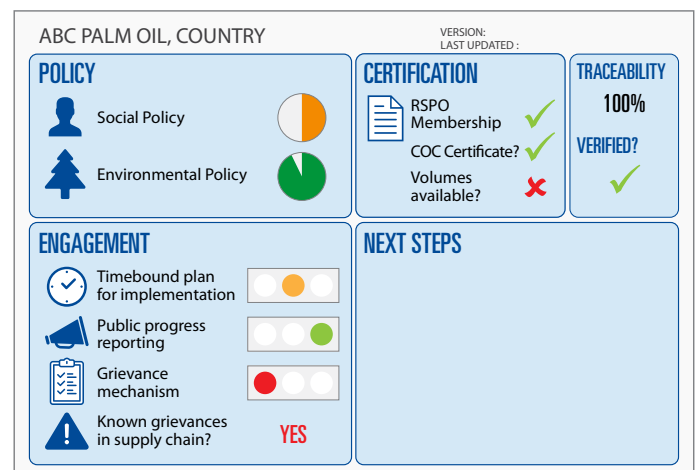 ABC PALM OIL, COUNTRY
VERSION:
LAST UPDATED :
POLICY
Social Policy
Environmental Policy
CERTIFICATION
RSPO
Membership
COC Certificate?
Volumes
available?
TRACEABILITY
100%
VERIFIED?
ENGAGEMENT
Timebound plan
for implementation
Public progress
reporting
Grievance
mechanism
Known grievances
in supply chain?
YES
NEXT STEPS